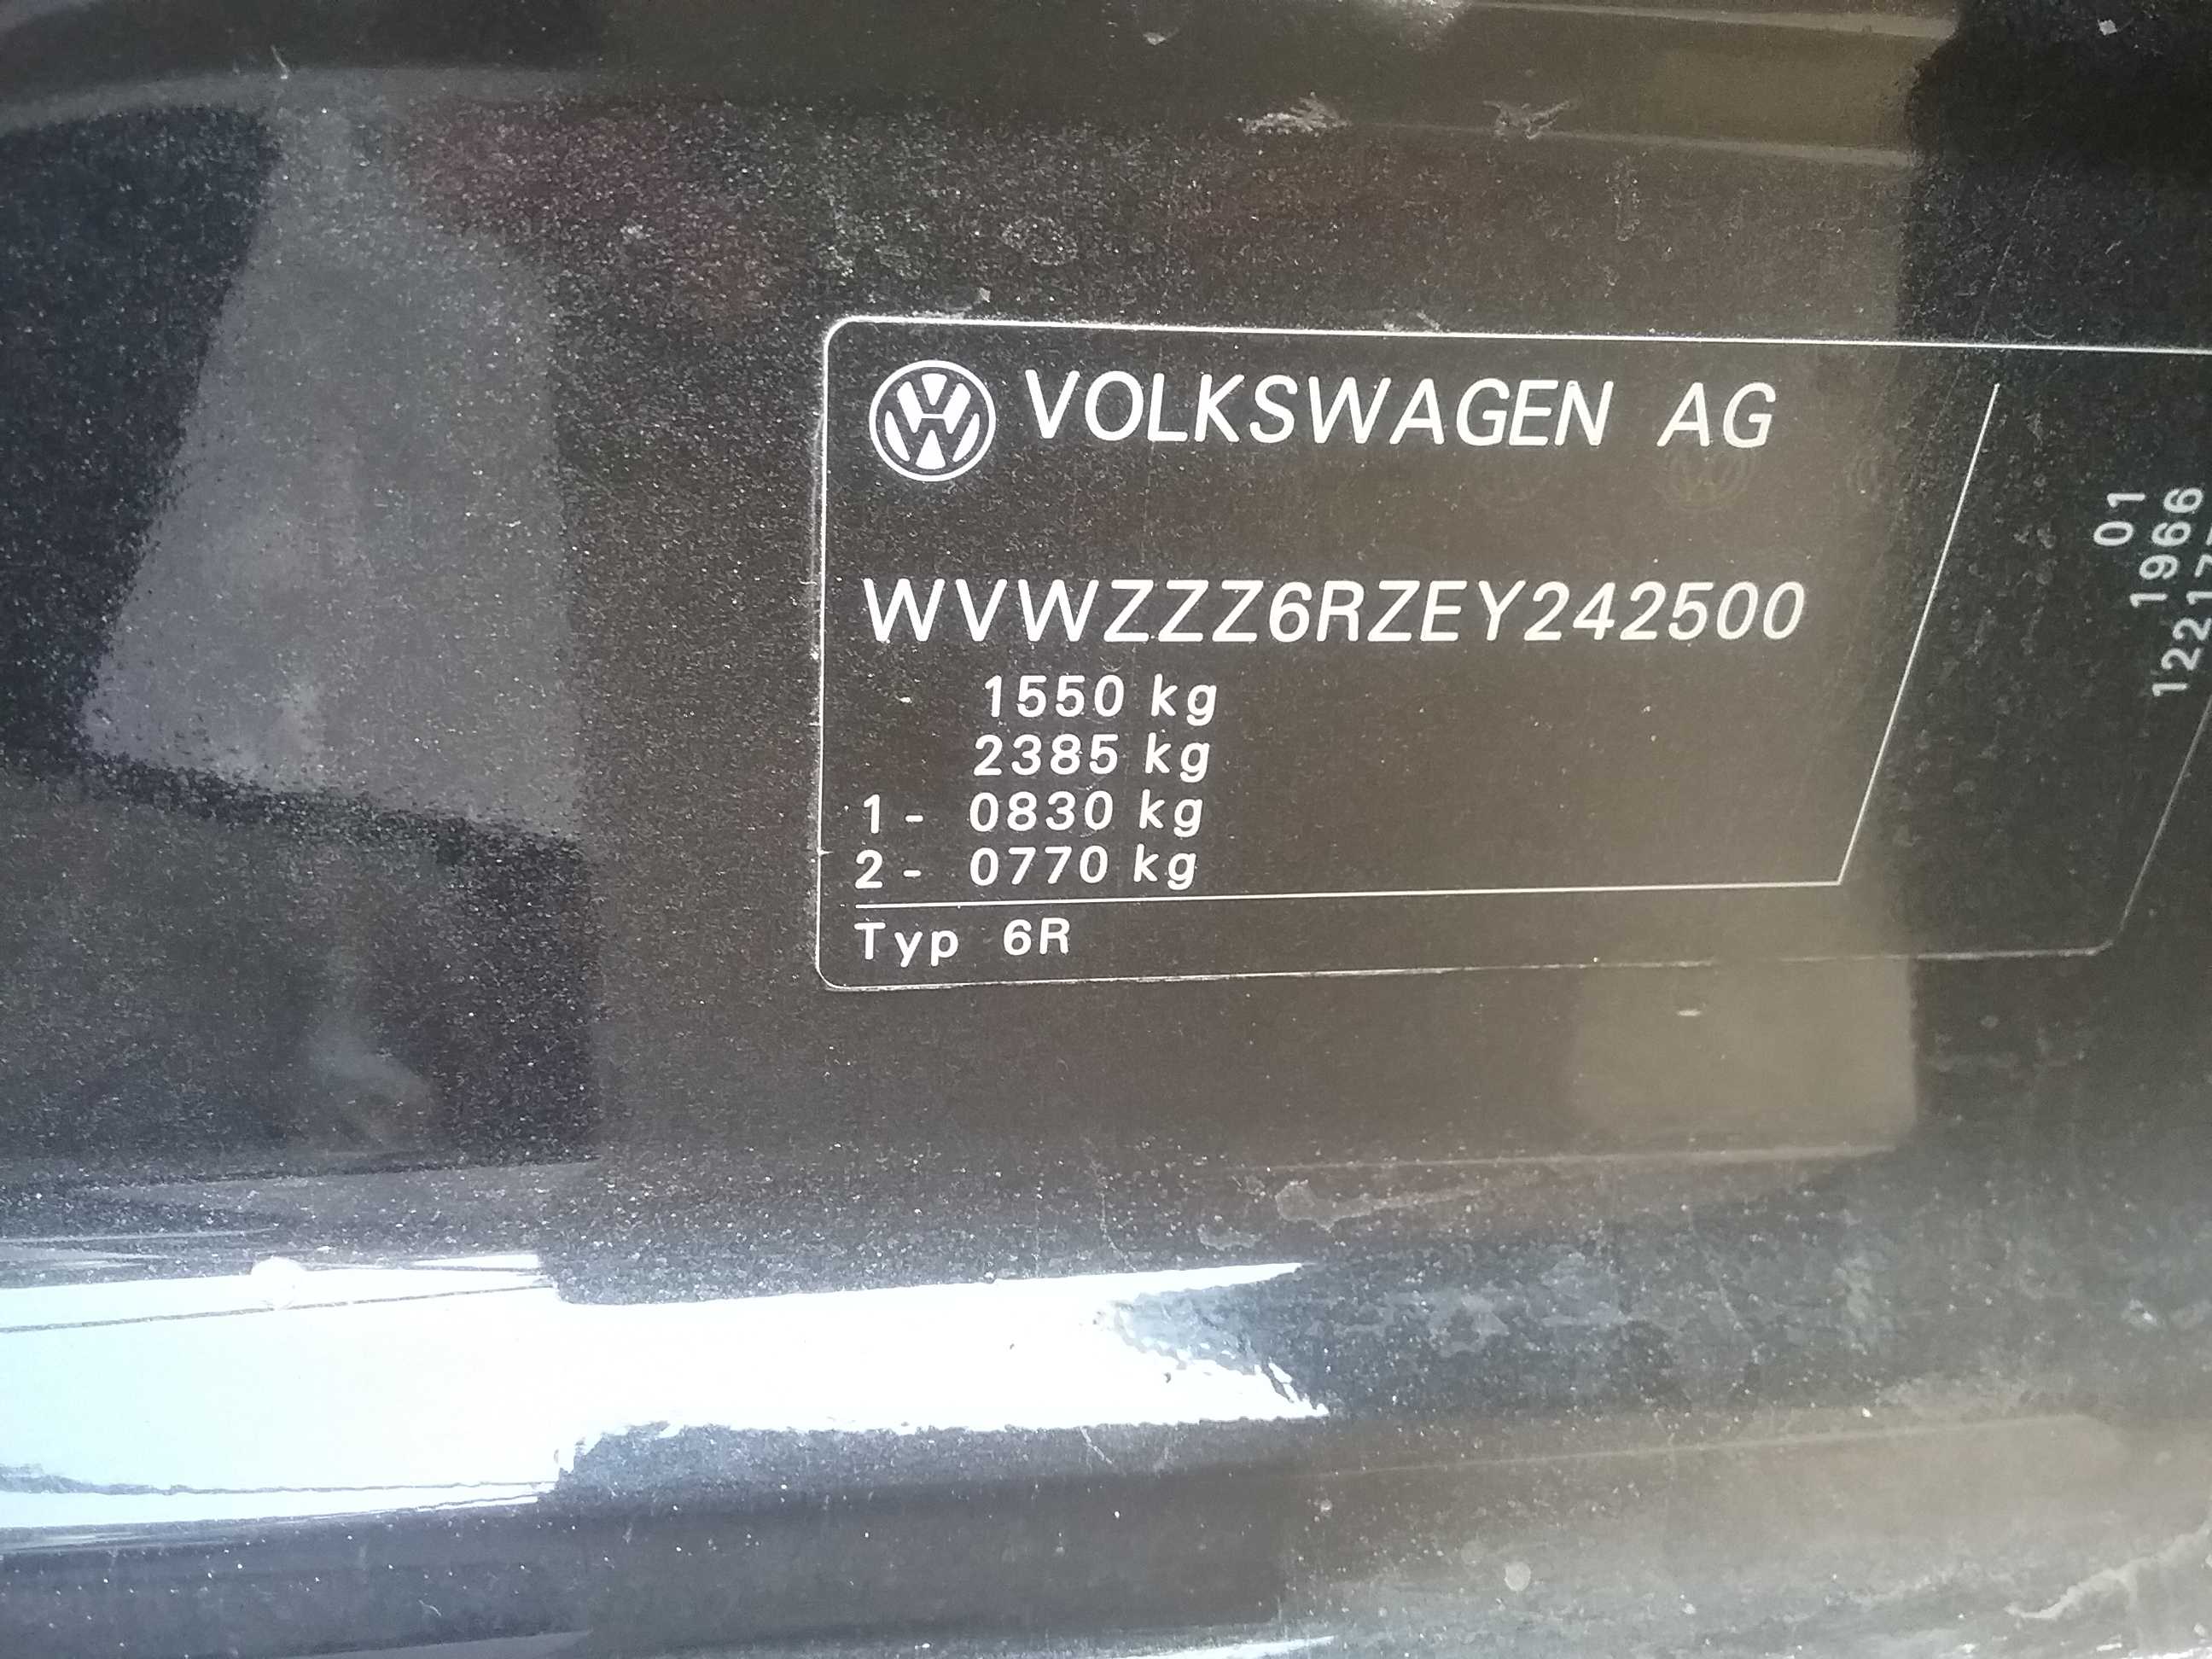 VOLKSWAGEN AG
WVWZZZ6RZEY242500
1550 kg
2385 kg
1 - 0830 kg
2 - 0770 kg
Typ 6R
01
1966